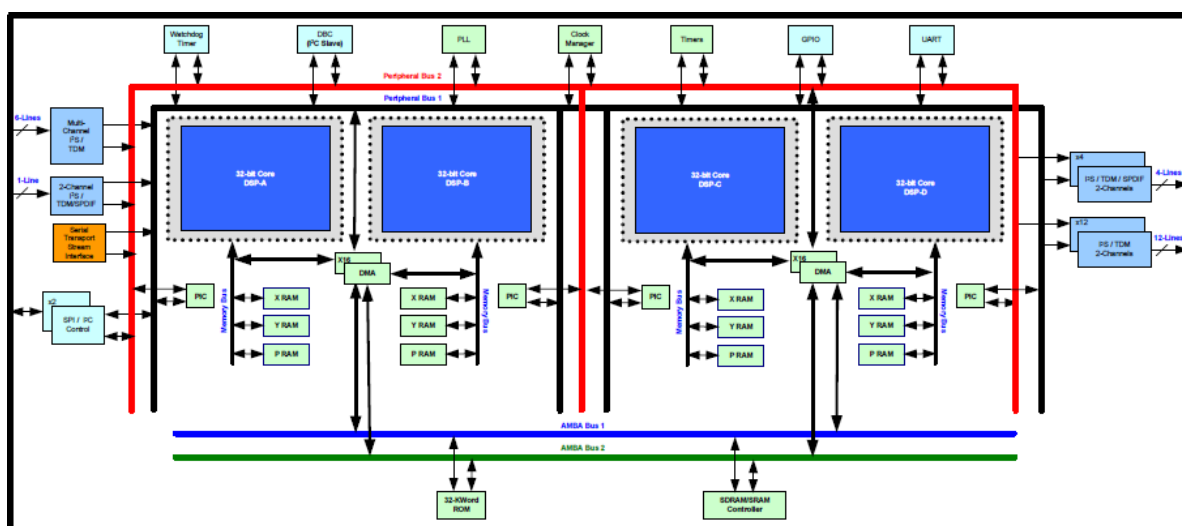 Watchdog
Timer
DBC
(I²C Slave)
PLL
Clock
Manager
Timers
GPIO
UART
Peripheral Bus 2
Peripheral Bus 1
6-Lines
Multi-
Channel
I²S /
TDM
1-Line
2-Channel
I²S /
TDM/SPDIF
Serial
Transport
Stream
Interface
x2
SPI / I²C
Control
32-bit Core
DSP-A
32-bit Core
DSP-B
32-bit Core
DSP-C
32-bit Core
DSP-D
x4
I²S / TDM / SPDIF
2-Channels
4-Lines
x12
I²S / TDM
2-Channels
12-Lines
X16
DMA
X16
DMA
PIC
Memory Bus
X RAM
Y RAM
P RAM
X RAM
Y RAM
P RAM
Memory Bus
PIC
PIC
Memory Bus
X RAM
Y RAM
P RAM
X RAM
Y RAM
P RAM
Memory Bus
PIC
AMBA Bus 1
AMBA Bus 2
32-KWord
ROM
SDRAM/SRAM
Controller